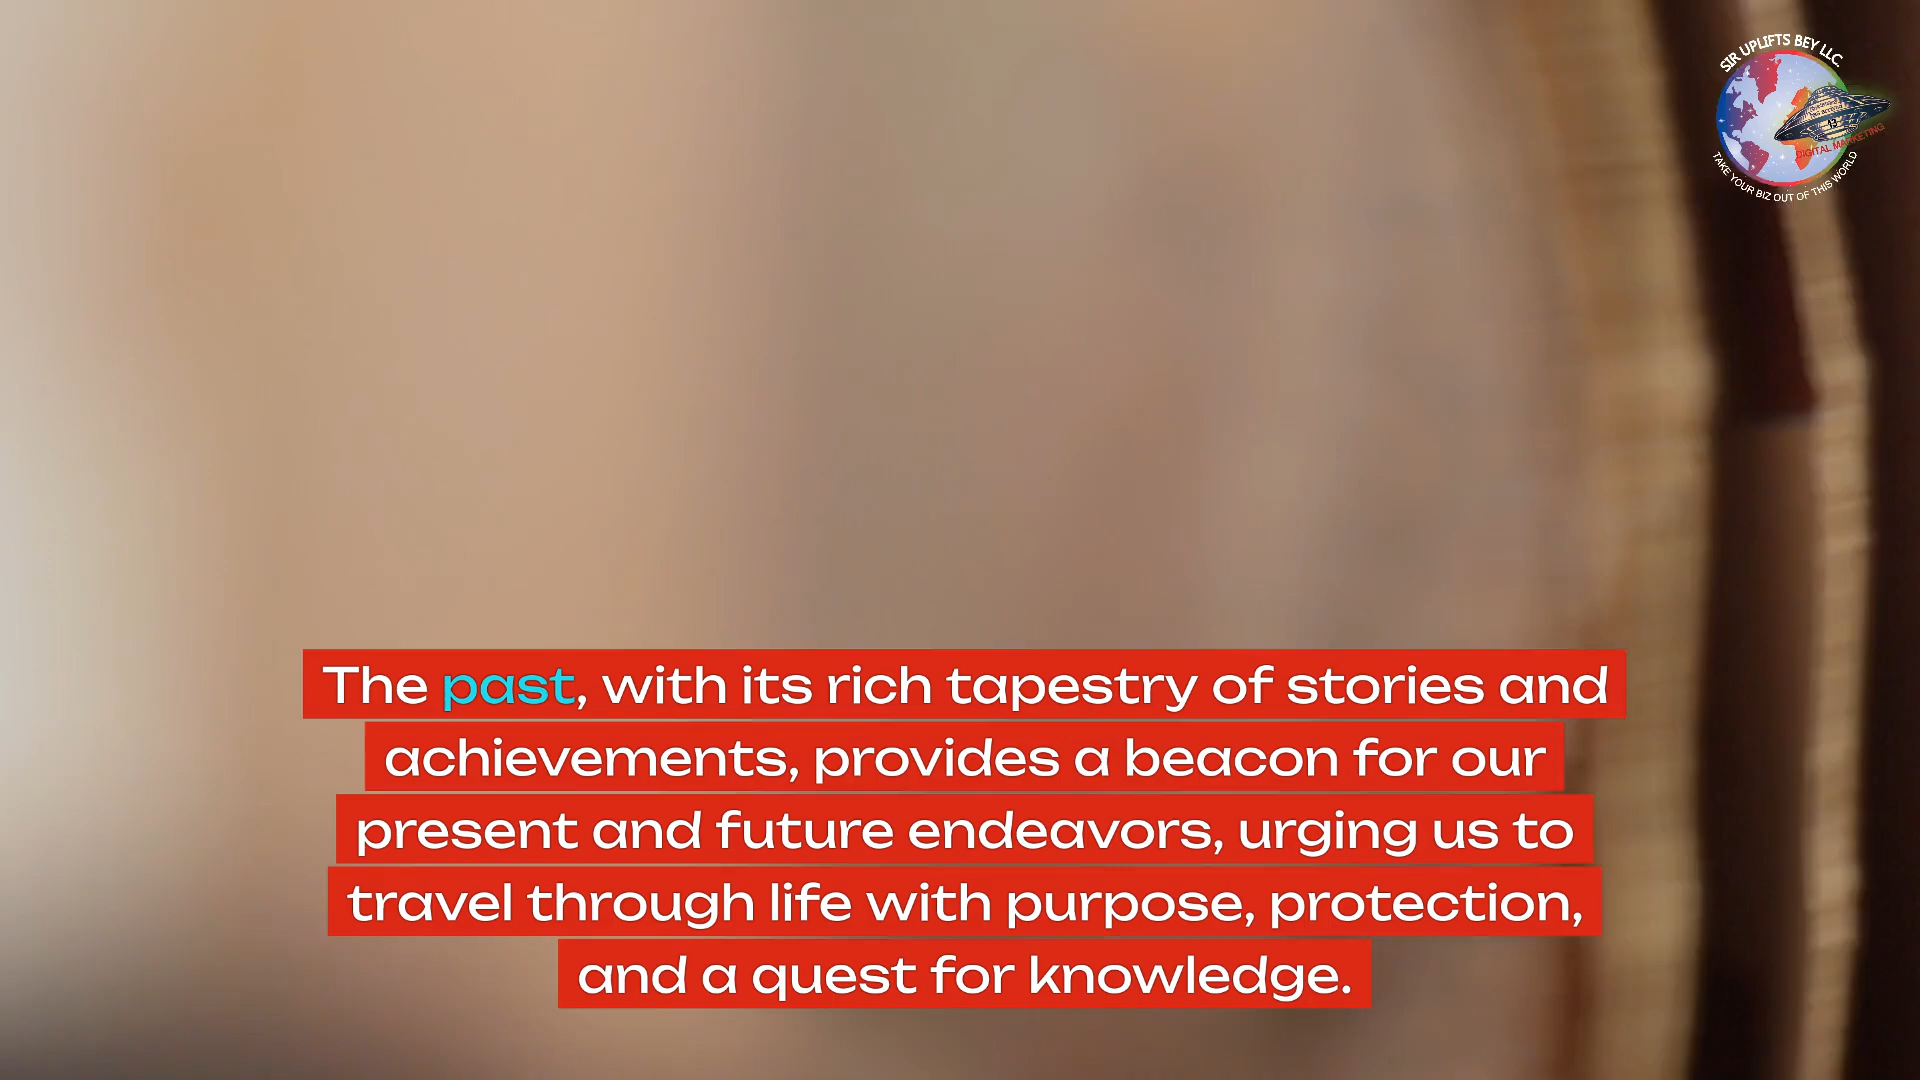 SIR UPLIFTS BEY LLC.
DIGITAL MARKETING
TAKE YOUR BIZ OUT OF THIS WORLD
The past, with its rich tapestry of stories and
achievements, provides a beacon for our
present and future endeavors, urging us to
travel through life with purpose, protection,
and a quest for knowledge.